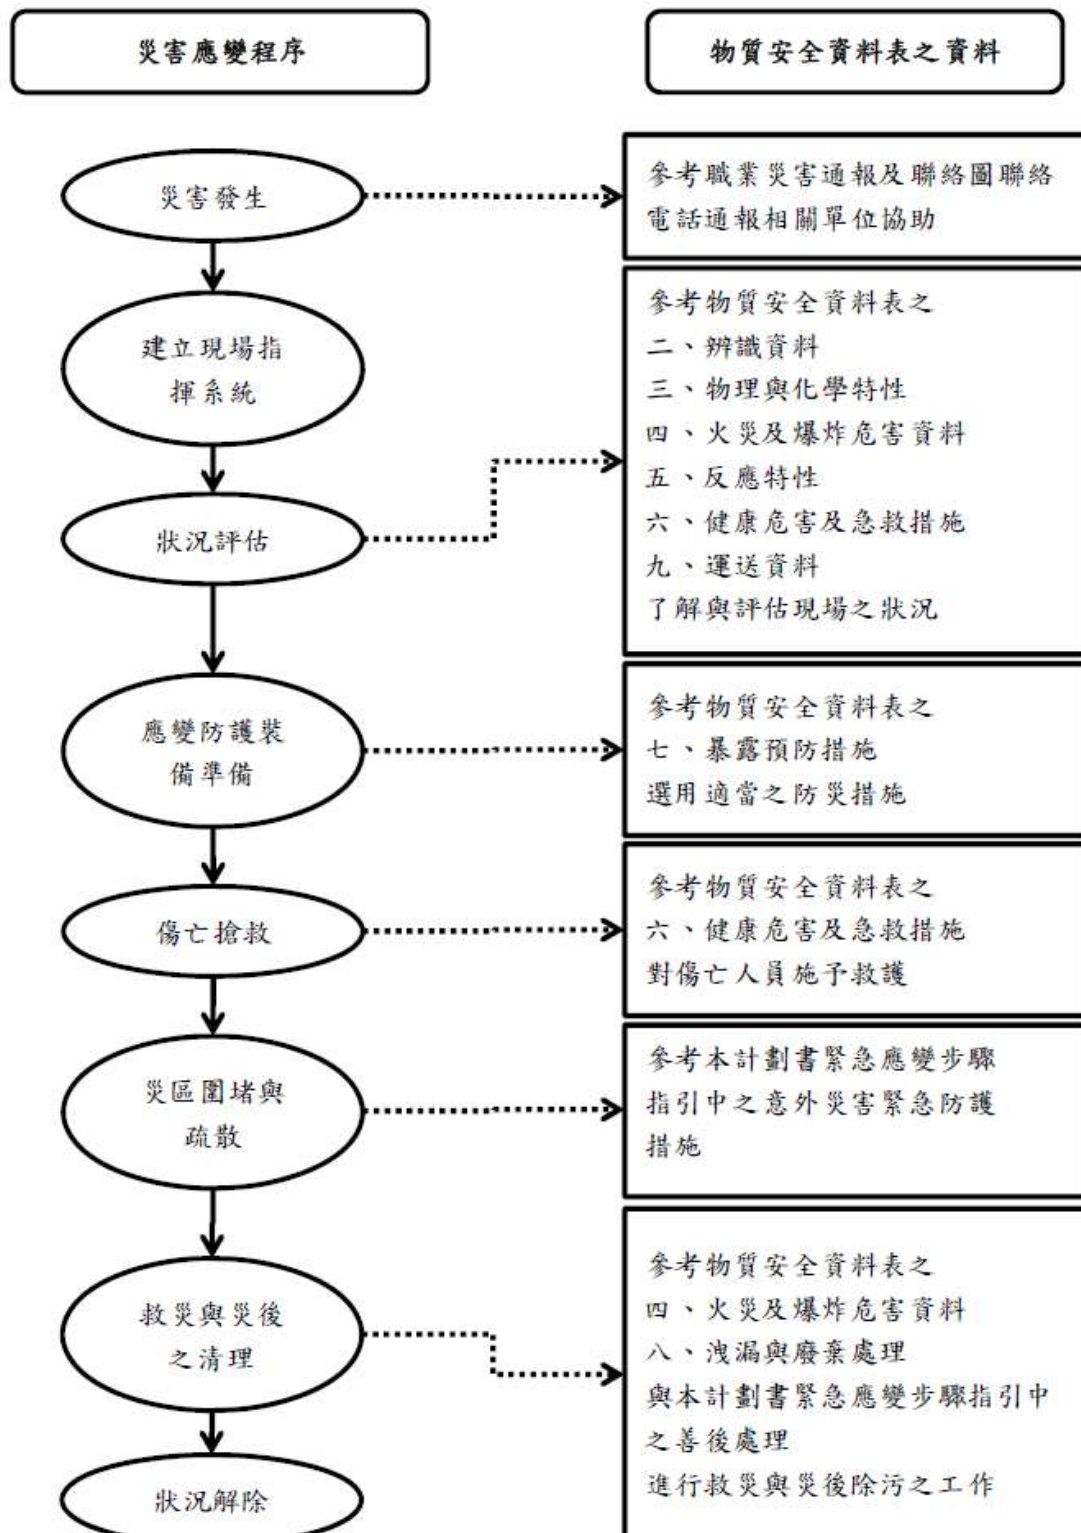 災害應變程序
物質安全資料表之資料
災害發生
參考職業災害通報及聯絡圖聯絡
電話通報相關單位協助
建立現場指
揮系統
狀況評估
參考物質安全資料表之
二、辨識資料
三、物理與化學特性
四、火災及爆炸危害資料
五、反應特性
六、健康危害及急救措施
九、運送資料
了解與評估現場之狀況
應變防護裝
備準備
參考物質安全資料表之
七、暴露預防措施
選用適當之防災措施
傷亡搶救
參考物質安全資料表之
六、健康危害及急救措施
對傷亡人員施予救護
災區圍堵與
疏散
參考本計劃書緊急應變步驟
指引中之意外災害緊急防護
措施
救災與災後
之清理
參考物質安全資料表之
四、火災及爆炸危害資料
八、洩漏與廢棄處理
與本計劃書緊急應變步驟指引中
之善後處理
進行救災與災後除污之工作
狀況解除